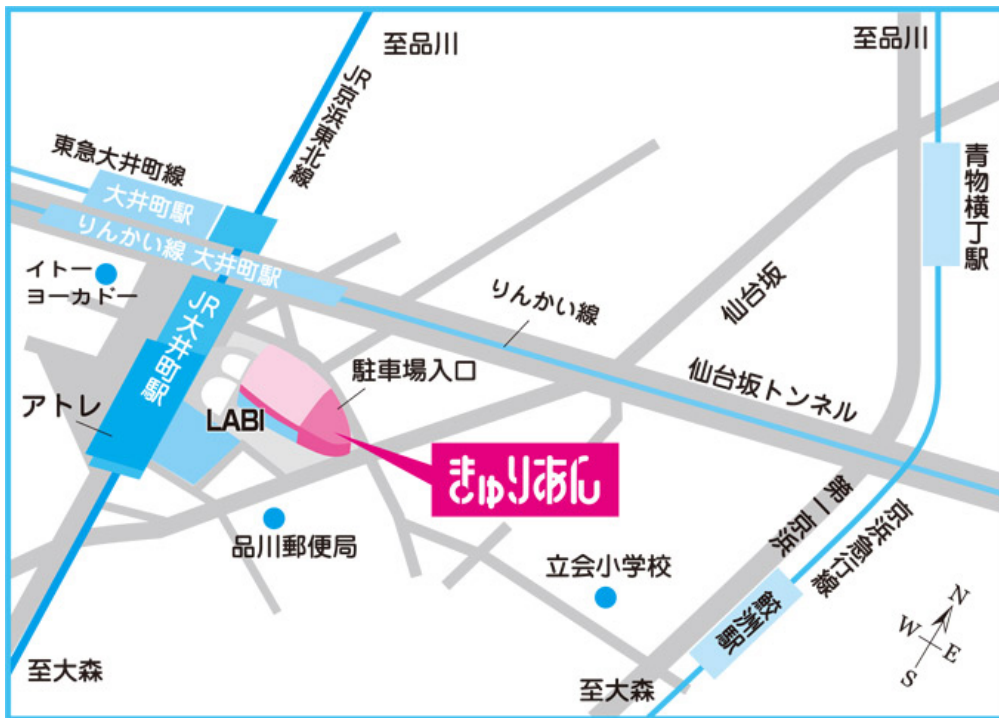 至品川
至品川
JR京浜東北線
東急大井町線
大井町駅
りんかい線 大井町駅
青物横丁駅
イトー
ヨーカドー
JR大井町駅
りんかい線
仙台坂
駐車場入口
仙台坂トンネル
アトレ
LABI
きゅりあん
第一京浜
品川郵便局
京浜急行線
立会小学校
鮫洲駅
N
W
E
S
至大森
至大森